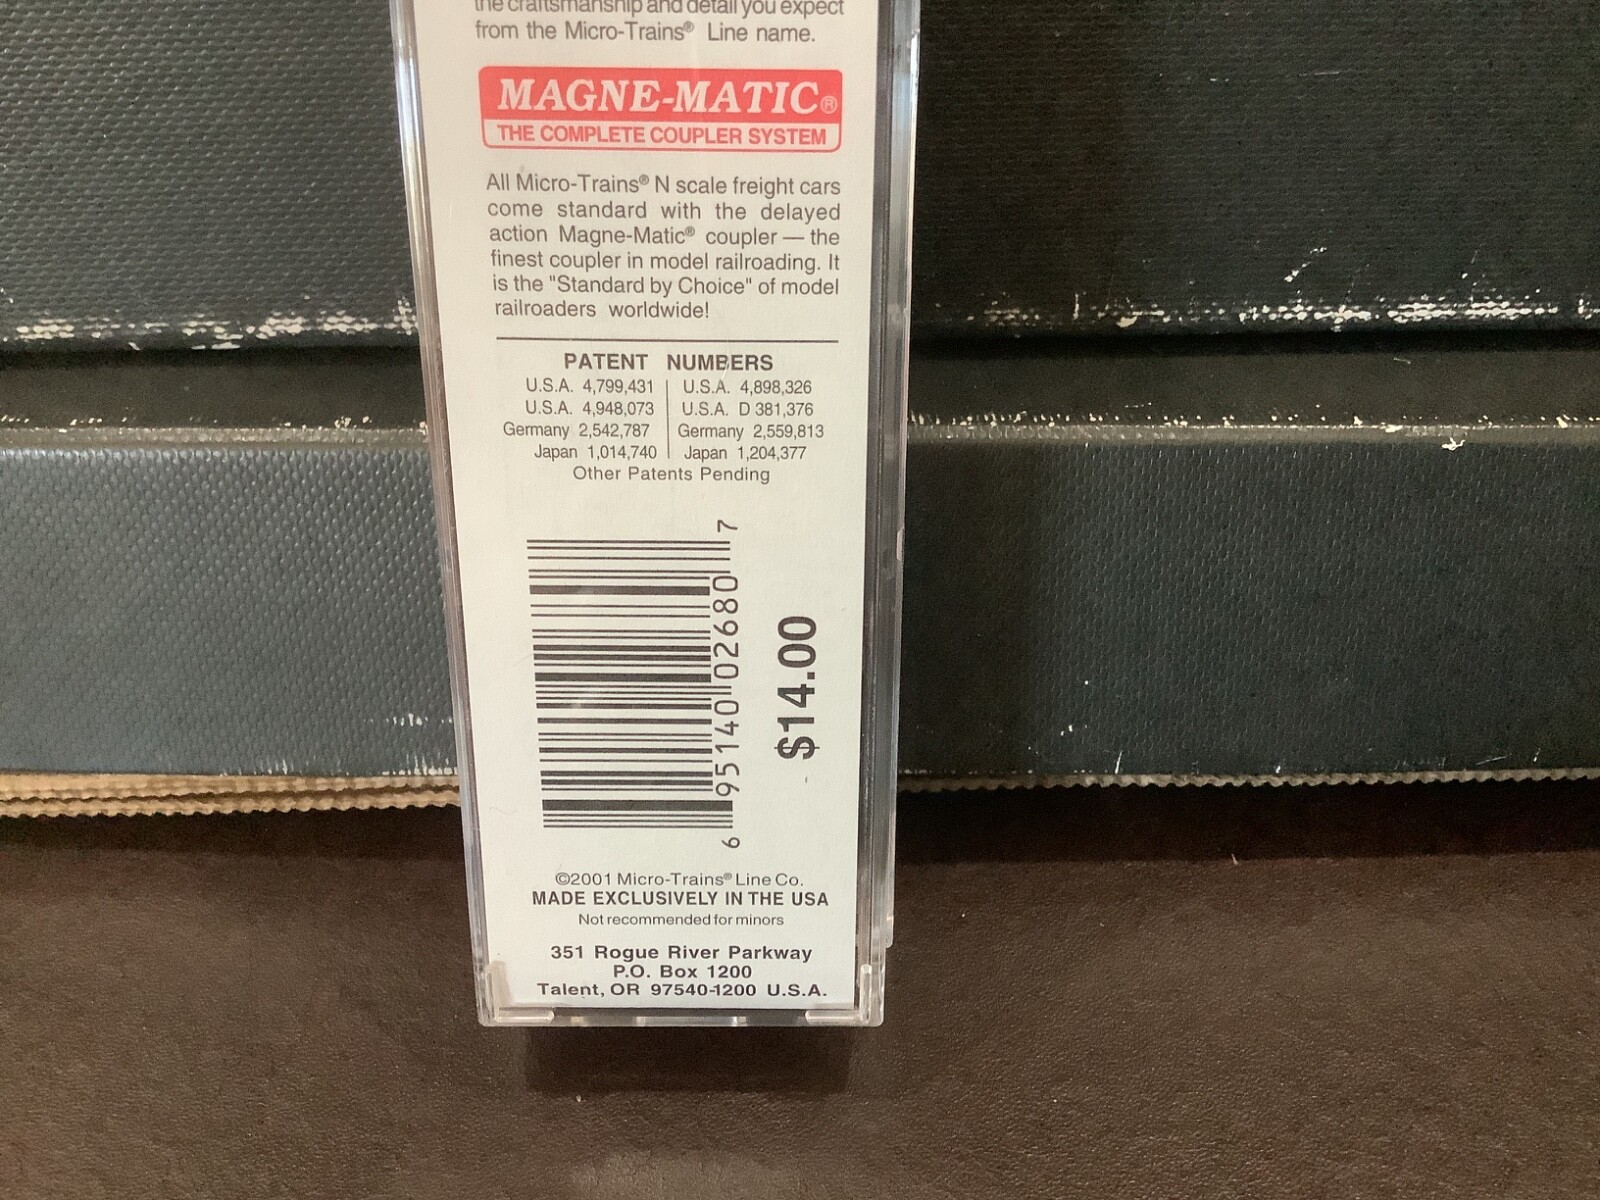 the craftsmanship and detail you expect
from the Micro-Trains® Line name.
MAGNE-MATIC®
THE COMPLETE COUPLER SYSTEM
All Micro-Trains® N scale freight cars
come standard with the delayed
action Magne-Matic® coupler — the
finest coupler in model railroading. It
is the "Standard by Choice" of model
railroaders worldwide!
PATENT NUMBERS
U.S.A. 4,799,431 | U.S.A. 4,898,326
U.S.A. 4,948,073 | U.S.A. D 381,376
Germany 2,542,787 | Germany 2,559,813
Japan 1,014,740 | Japan 1,204,377
Other Patents Pending
6 95140 02680 7
$14.00
©2001 Micro-Trains® Line Co.
MADE EXCLUSIVELY IN THE USA
Not recommended for minors
351 Rogue River Parkway
P.O. Box 1200
Talent, OR 97540-1200 U.S.A.